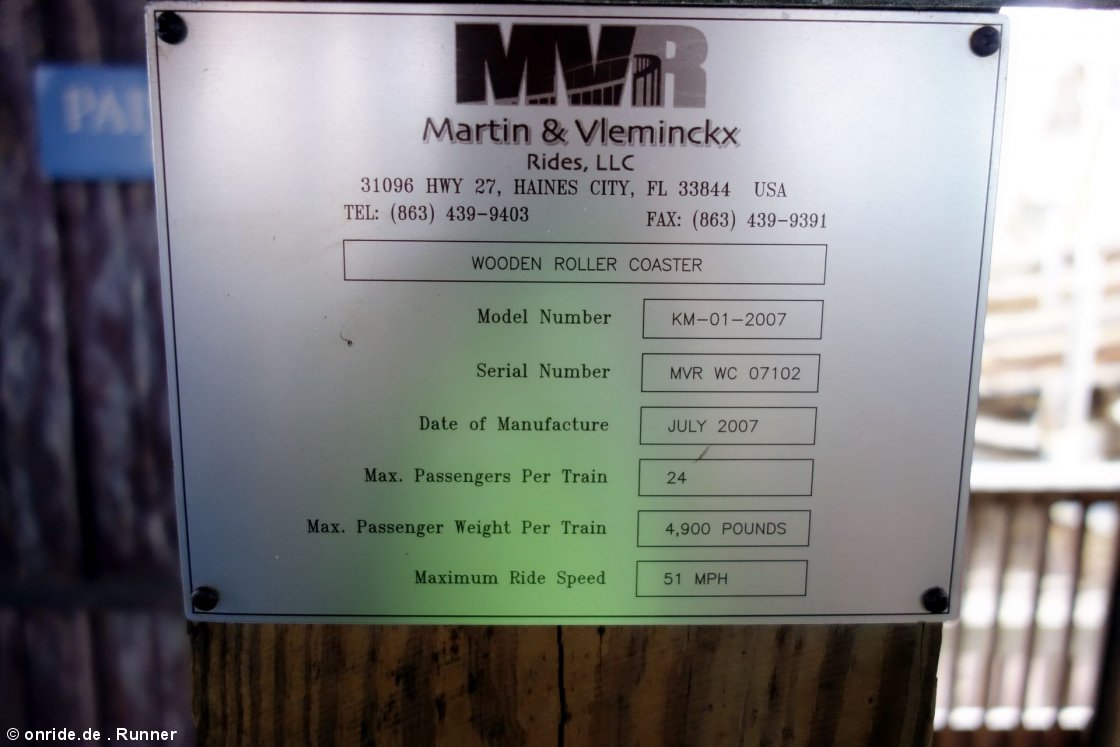 PAR
MVR
Martin & Vleminckx
Rides, LLC
31096 HWY 27, HAINES CITY, FL 33844 USA
TEL: (863) 439-9403 FAX: (863) 439-9391
WOODEN ROLLER COASTER
Model Number KM-01-2007
Serial Number MVR WC 07102
Date of Manufacture JULY 2007
Max. Passengers Per Train 24
Max. Passenger Weight Per Train 4,900 POUNDS
Maximum Ride Speed 51 MPH
© onride.de . Runner